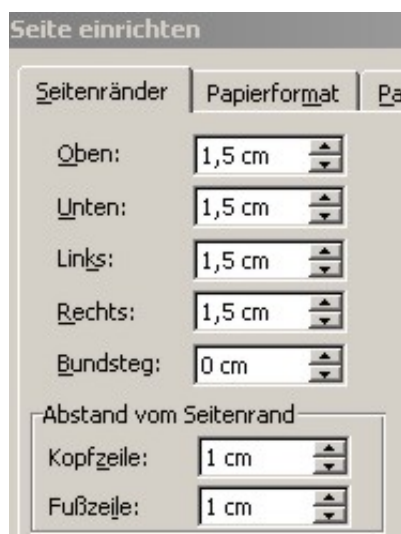 Seite einrichten
Seitenränder Papierformat
Oben: 1,5 cm
Unten: 1,5 cm
Links: 1,5 cm
Rechts: 1,5 cm
Bundsteg: 0 cm
Abstand vom Seitenrand
Kopfzeile: 1 cm
Fußzeile: 1 cm